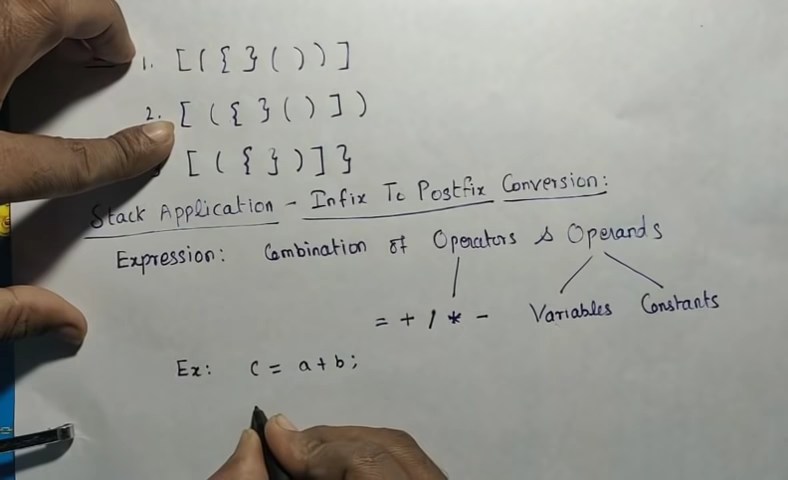 1. [ ( { } ( ) ) ]
2. [ ( { } ( ) ] )
[ ( { } ) ] }
Stack Application - Infix To Postfix Conversion:
Expression: Combination of Operators & Operands
= + / * - Variables Constants
Ex: c = a + b ;